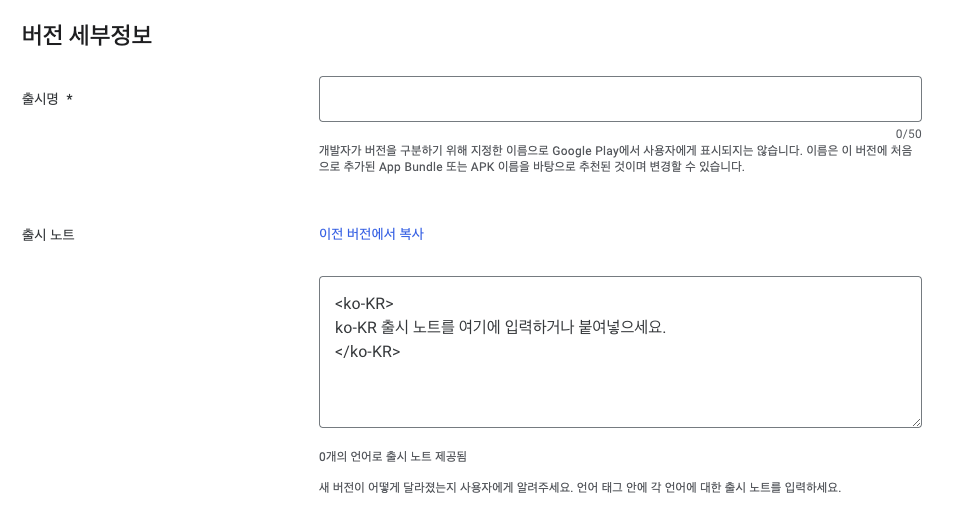 버전 세부정보
출시명 *
0/50
개발자가 버전을 구분하기 위해 지정한 이름으로 Google Play에서 사용자에게 표시되지는 않습니다. 이름은 이 버전에 처음
으로 추가된 App Bundle 또는 APK 이름을 바탕으로 추천된 것이며 변경할 수 있습니다.
출시 노트
이전 버전에서 복사
<ko-KR>
ko-KR 출시 노트를 여기에 입력하거나 붙여넣으세요.
</ko-KR>
0개의 언어로 출시 노트 제공됨
새 버전이 어떻게 달라졌는지 사용자에게 알려주세요. 언어 태그 안에 각 언어에 대한 출시 노트를 입력하세요.